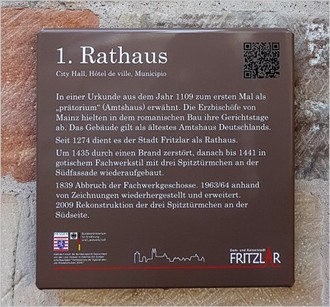 1. Rathaus
City Hall, Hôtel de ville, Municipio
In einer Urkunde aus dem Jahr 1109 zum ersten Mal als
„prätorium“ (Amtshaus) erwähnt. Die Erzbischöfe von
Mainz hielten in dem romanischen Bau ihre Gerichtstage
ab. Das Gebäude gilt als ältestes Amtshaus Deutschlands.
Seit 1274 dient es der Stadt Fritzlar als Rathaus.
Um 1435 durch einen Brand zerstört, danach bis 1441 in
gotischem Fachwerkstil mit drei Spitztürmchen an der
Südfassade wiederaufgebaut.
1839 Abbruch der Fachwerkgeschosse. 1963/64 anhand
von Zeichnungen wiederhergestellt und erweitert.
2009 Rekonstruktion der drei Spitztürmchen an der
Südseite.
Dom- und Kaiserstadt
FRITZLAR